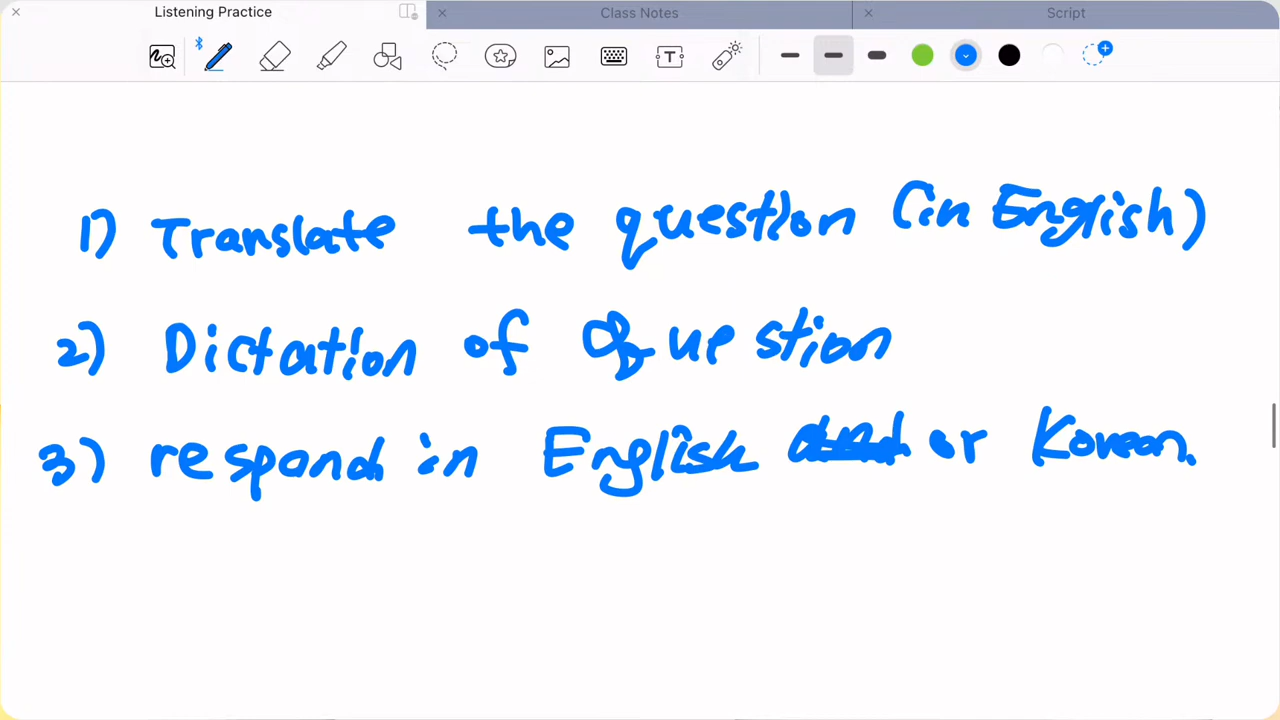 Listening Practice
Class Notes
Script
T
1) Translate the question (in English)
2) Dictation of Question
3) respond in English and or Korean.